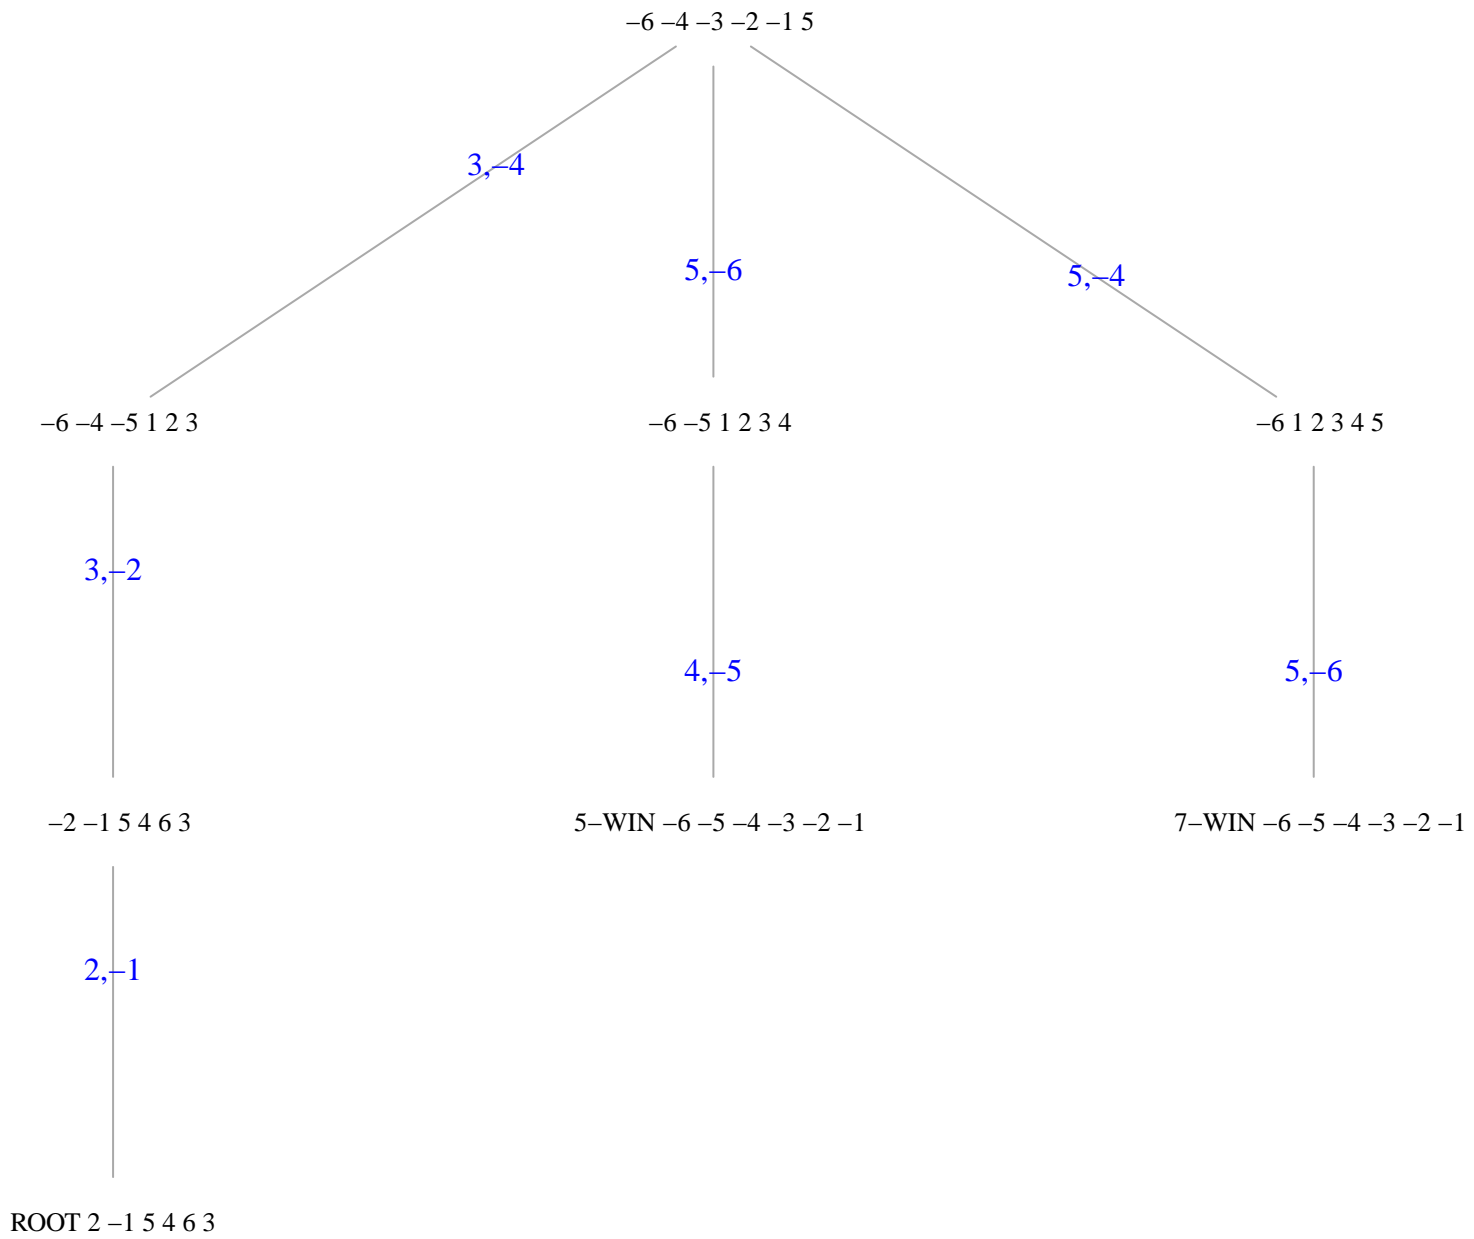 –6 –4 –3 –2 –1 5
3,–4
5,–6
5,–4
–6 –4 –5 1 2 3
–6 –5 1 2 3 4
–6 1 2 3 4 5
3,–2
4,–5
5,–6
–2 –1 5 4 6 3
5–WIN –6 –5 –4 –3 –2 –1
7–WIN –6 –5 –4 –3 –2 –1
2,–1
ROOT 2 –1 5 4 6 3